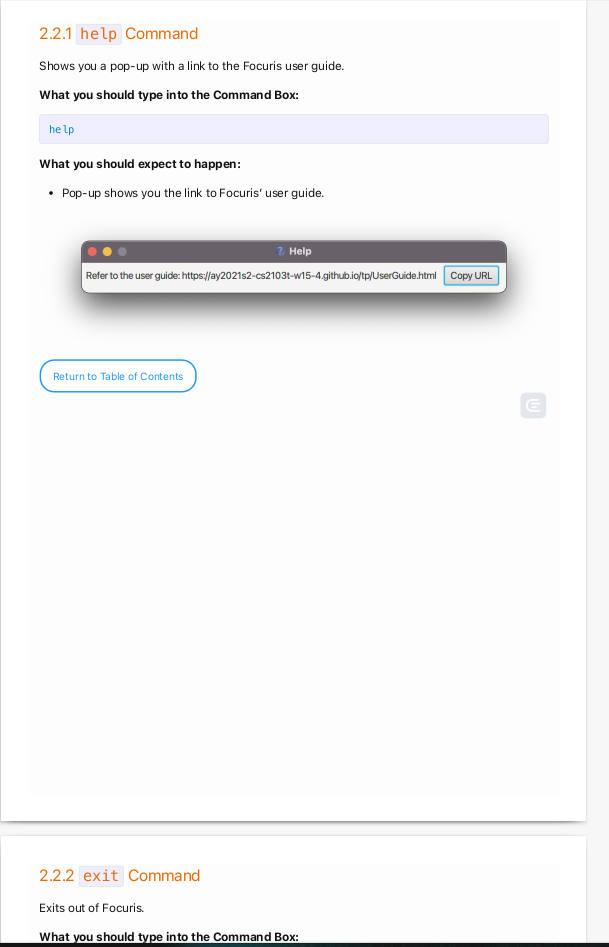 2.2.1 help Command
Shows you a pop-up with a link to the Focuris user guide.
What you should type into the Command Box:
help
What you should expect to happen:
• Pop-up shows you the link to Focuris’ user guide.
Help
Refer to the user guide: https://ay2021s2-cs2103t-w15-4.github.io/tp/UserGuide.html Copy URL
Return to Table of Contents
2.2.2 exit Command
Exits out of Focuris.
What you should type into the Command Box: